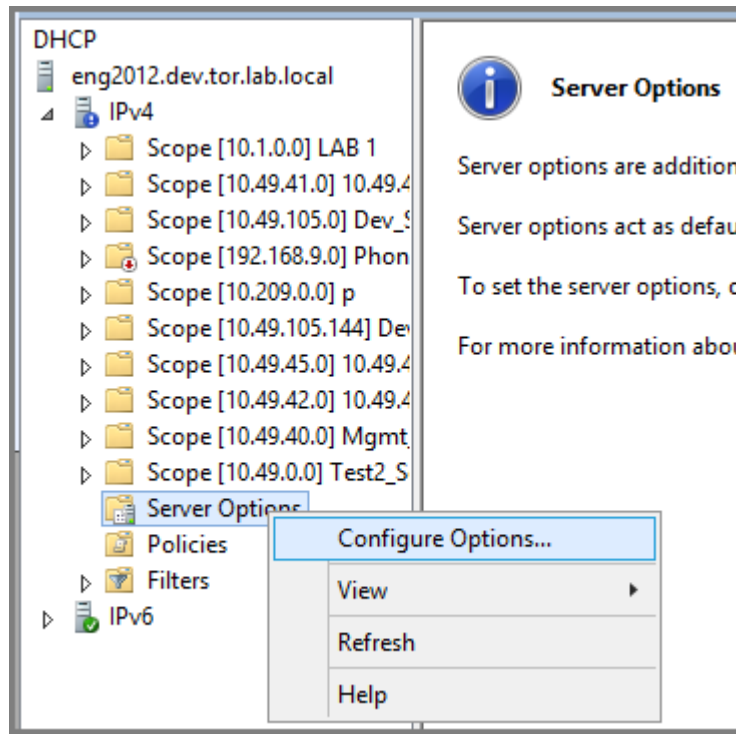 DHCP
eng2012.dev.tor.lab.local
IPv4
Scope [10.1.0.0] LAB 1
Scope [10.49.41.0] 10.49.4
Scope [10.49.105.0] Dev_S
Scope [192.168.9.0] Phon
Scope [10.209.0.0] p
Scope [10.49.105.144] Dev
Scope [10.49.45.0] 10.49.4
Scope [10.49.42.0] 10.49.4
Scope [10.49.40.0] Mgmt_
Scope [10.49.0.0] Test2_S
Server Options
Policies
Filters
IPv6
Server Options
Server options are addition
Server options act as defau
To set the server options, c
For more information abou
Configure Options...
View
Refresh
Help